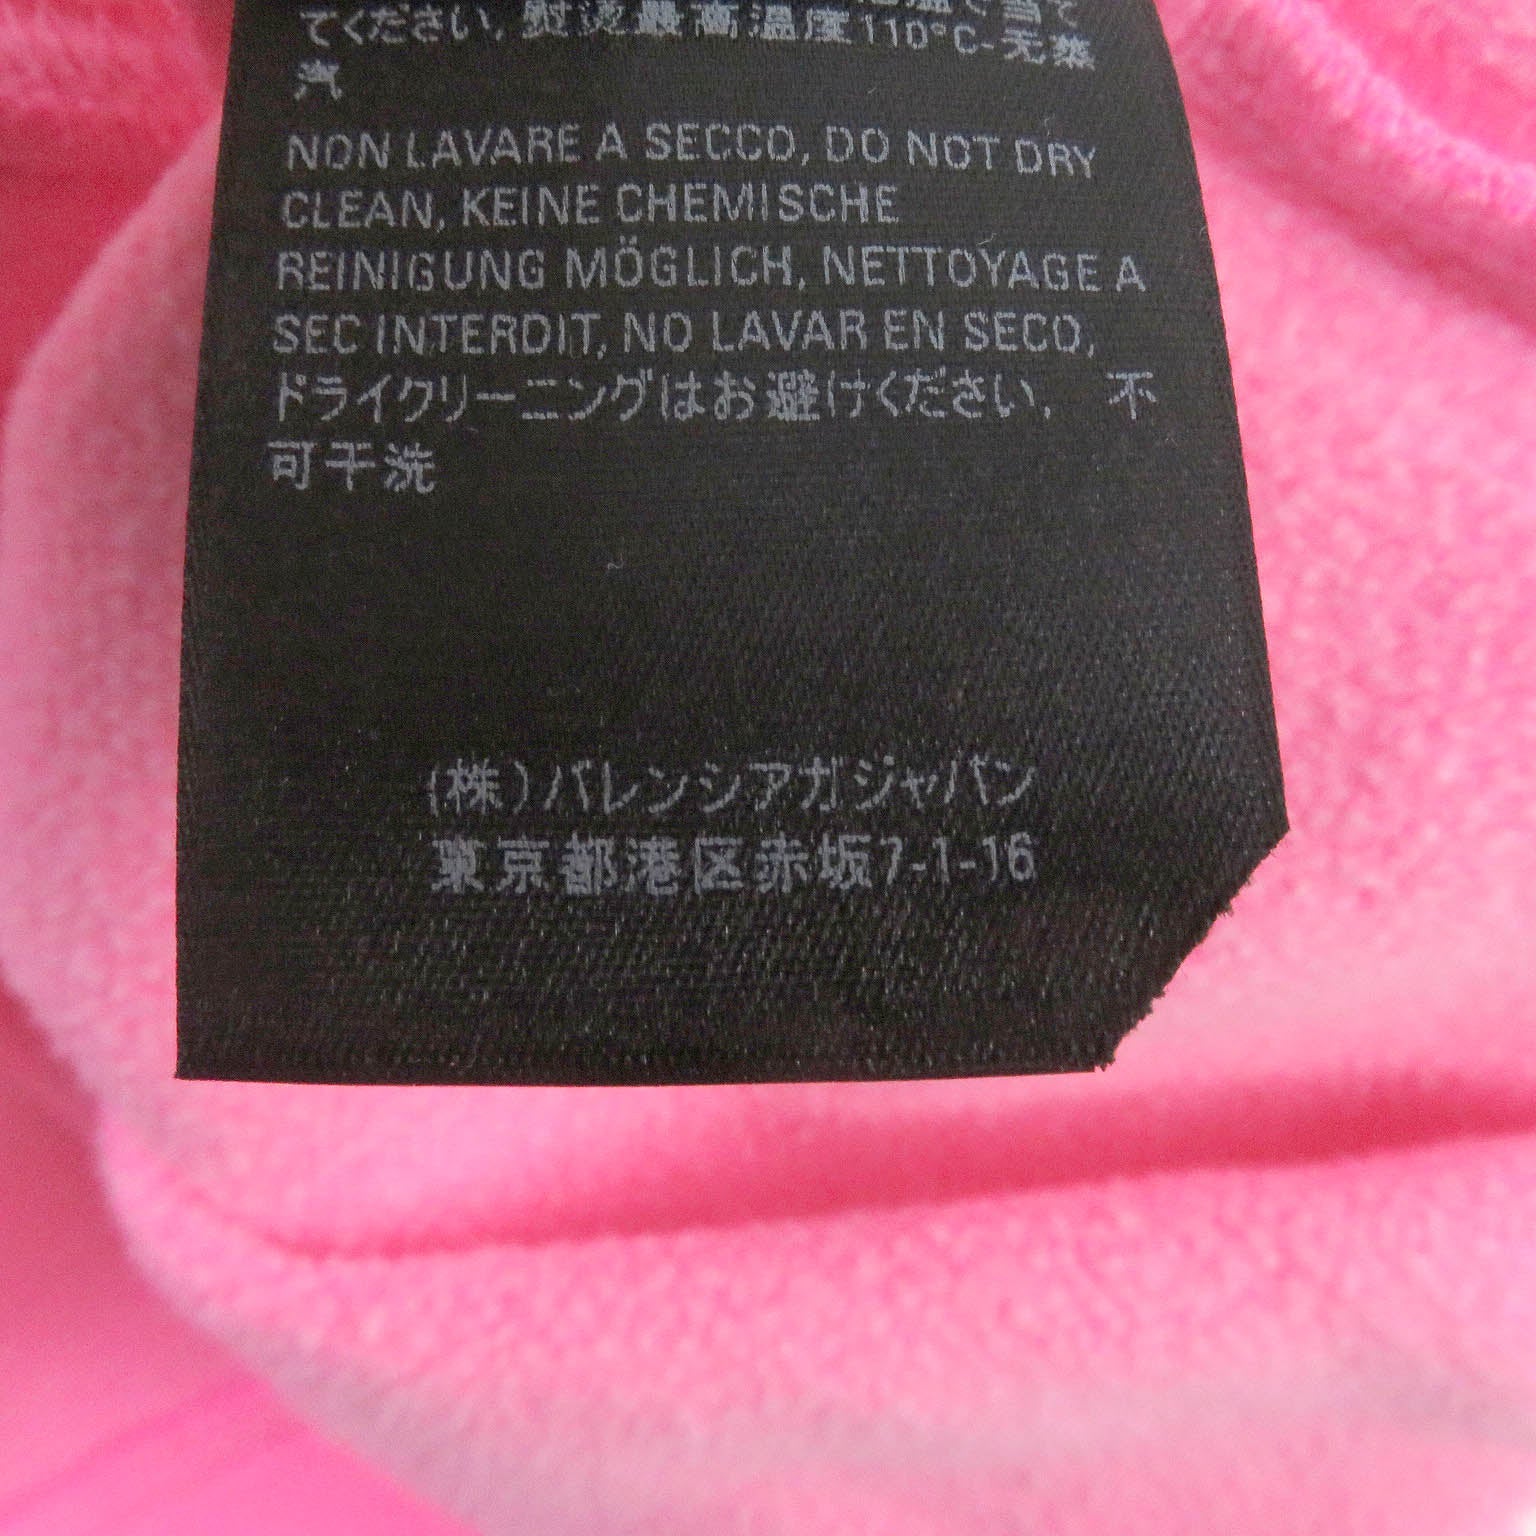 てください, 熨烫最高温度110°C-无蒸
汽
NON LAVARE A SECCO, DO NOT DRY
CLEAN, KEINE CHEMISCHE
REINIGUNG MÖGLICH, NETTOYAGE A
SEC INTERDIT, NO LAVAR EN SECO,
ドライクリーニングはお避けください, 不
可干洗
(株)バレンシアガジャパン
東京都港区赤坂7-1-16